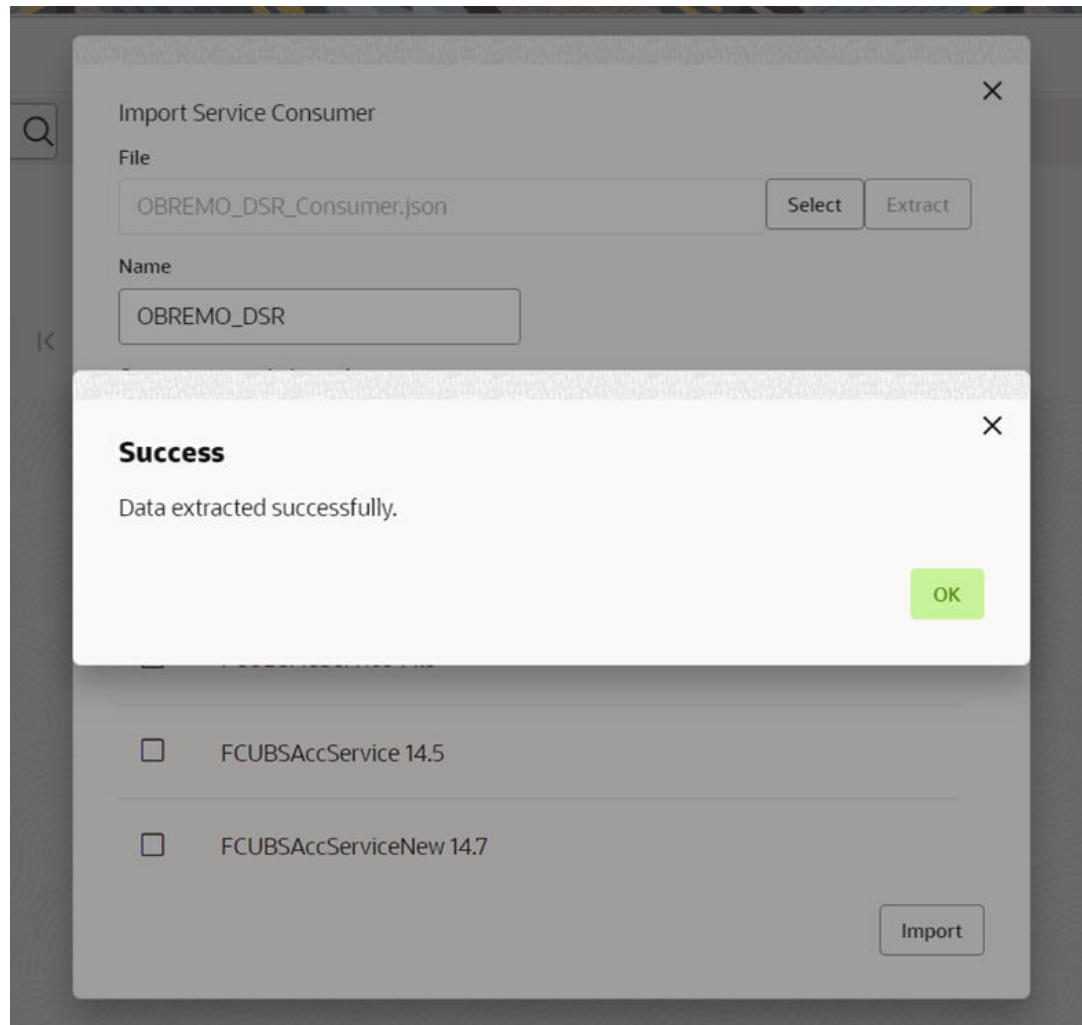 Import Service Consumer
File
OBREMO_DSR_Consumer.json
Select
Extract
Name
OBREMO_DSR
Success
Data extracted successfully.
OK
FCUBSAccService 14.5
FCUBSAccServiceNew 14.7
Import